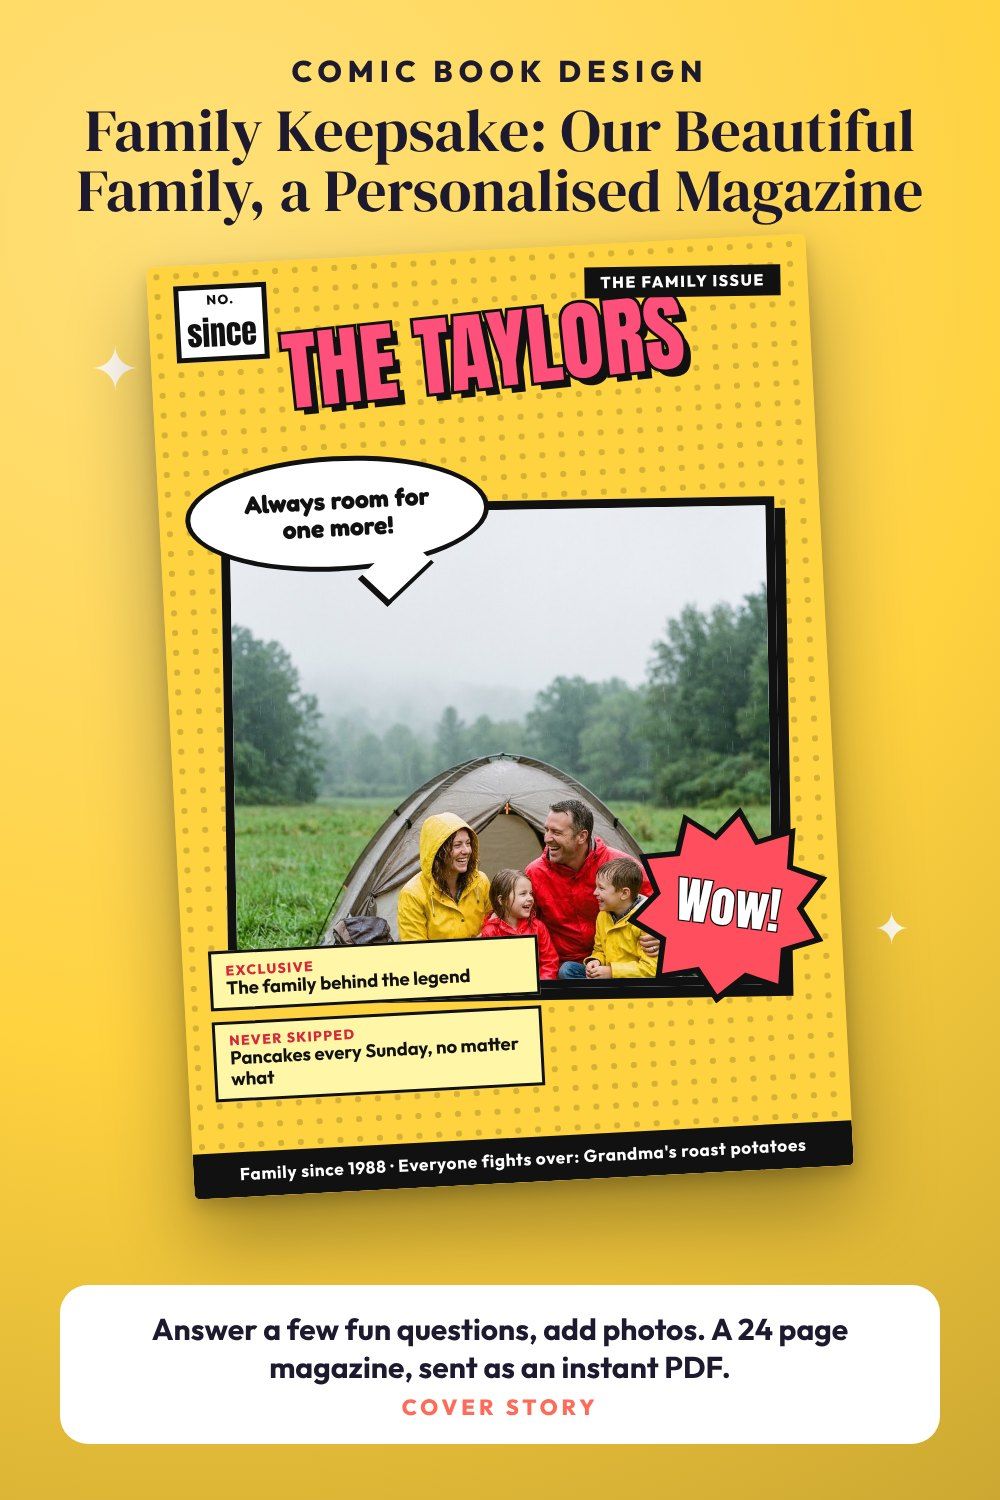 COMIC BOOK DESIGN
Family Keepsake: Our Beautiful
Family, a Personalised Magazine
THE FAMILY ISSUE
NO.
since
THE TAYLORS
Always room for
one more!
Wow!
EXCLUSIVE
The family behind the legend
NEVER SKIPPED
Pancakes every Sunday, no matter
what
Family since 1988 · Everyone fights over: Grandma's roast potatoes
Answer a few fun questions, add photos. A 24 page
magazine, sent as an instant PDF.
COVER STORY